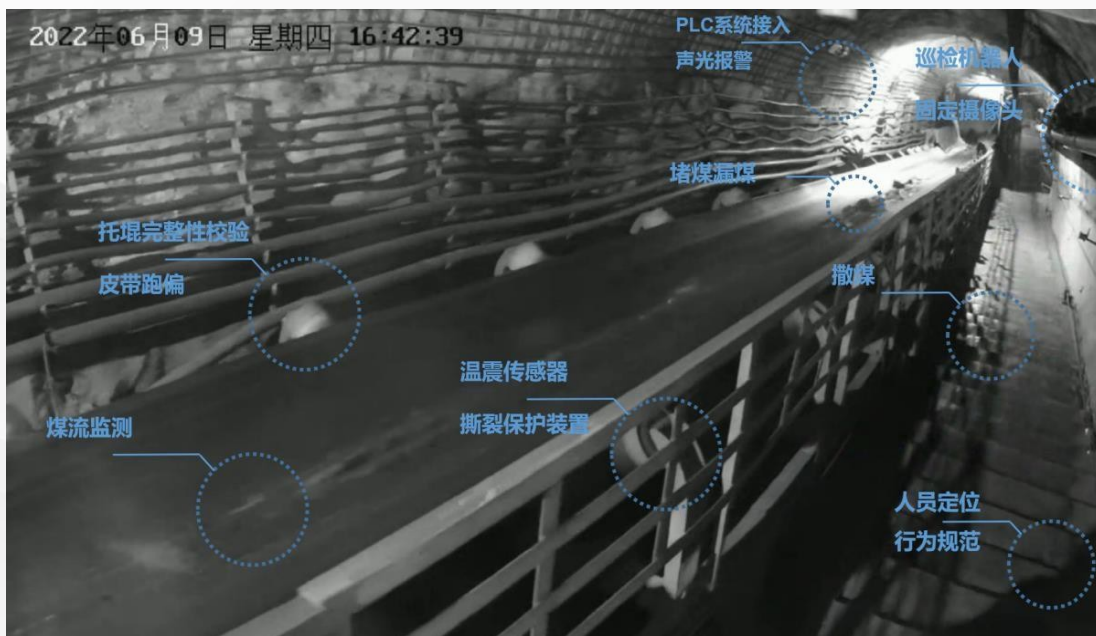 2022年06月09日 星期四 16:42:39
PLC系统接入
声光报警
巡检机器人
固定摄像头
堵煤漏煤
托辊完整性校验
皮带跑偏
撒煤
温震传感器
撕裂保护装置
煤流监测
人员定位
行为规范